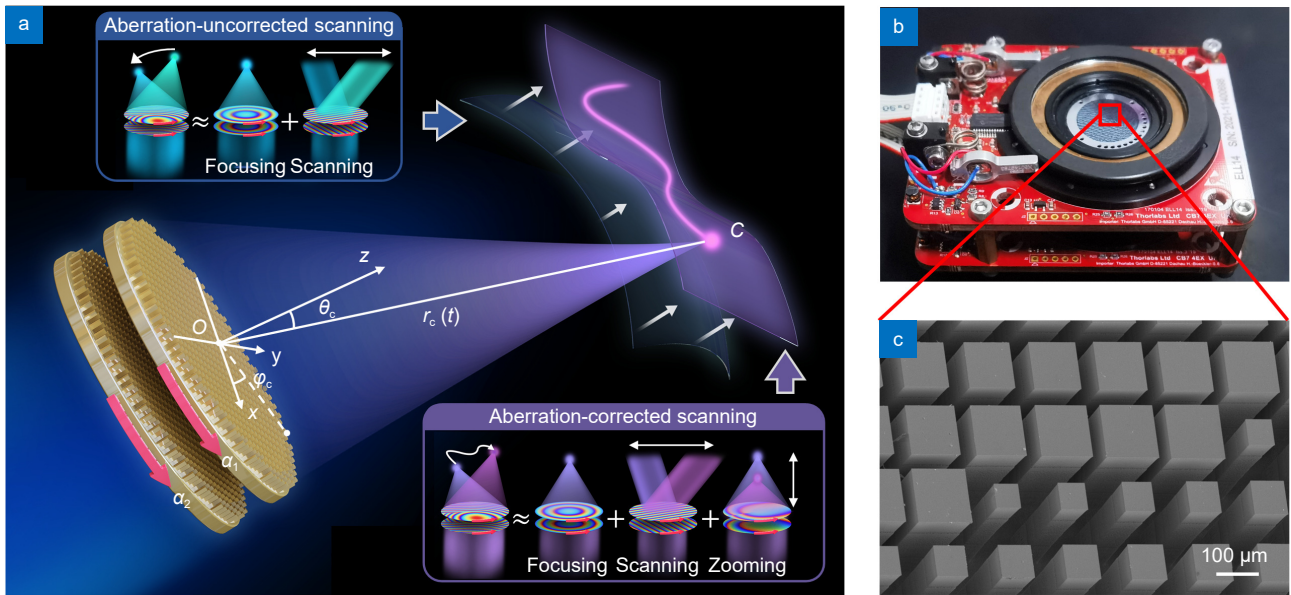 a
Aberration-uncorrected scanning
≈
+
Focusing Scanning
C
z
θc
rc (t)
O
y
φc
x
α1
α2
Aberration-corrected scanning
≈
+
+
Focusing Scanning Zooming
b
ELL14
Thorlabs Ltd
c
100 μm